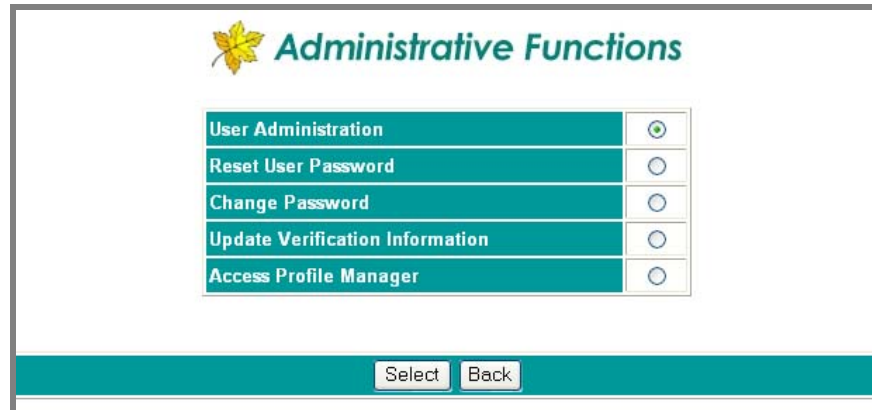 Administrative Functions
User Administration
Reset User Password
Change Password
Update Verification Information
Access Profile Manager
Select Back